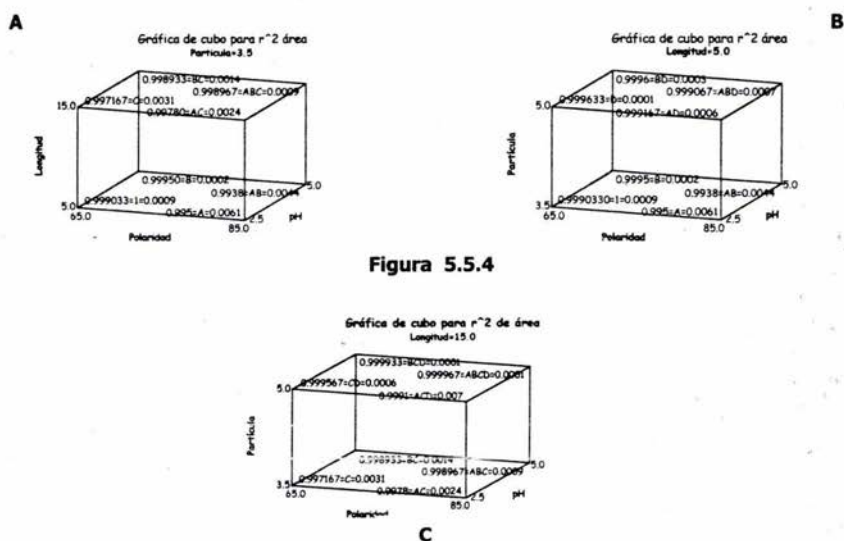 A
Gráfica de cubo para r^2 área
Partícula=3.5
0.998933=BC=0.0014
0.998967=ABC=0.0009
15.0
0.997167=C=0.0031
0.99780=AC=0.0024
Longitud
0.99950=B=0.0002
0.9938=AB=0.0044
5.0
5.0
0.999033=1=0.0009
0.995=A=0.0061
2.5
65.0
85.0
pH
Polaridad
B
Gráfica de cubo para r^2 área
Longitud=5.0
0.9996=BD=0.0003
0.999067=ABD=0.0007
5.0
0.999633=D=0.0001
0.999167=AD=0.0006
Partícula
0.9995=B=0.0002
0.9938=AB=0.0044
5.0
3.5
0.9990330=1=0.0009
0.995=A=0.0061
2.5
65.0
85.0
pH
Polaridad
Figura 5.5.4
Gráfica de cubo para r^2 de área
Longitud=15.0
0.999933=BCD=0.0001
0.999967=ABCD=0.0001
5.0
0.999567=CD=0.0006
0.9991=ACD=0.007
Partícula
0.998933=BC=0.0014
0.998967=ABC=0.0009
5.0
3.5
0.997167=C=0.0031
0.9978=AC=0.0024
2.5
65.0
85.0
pH
Polaridad
C